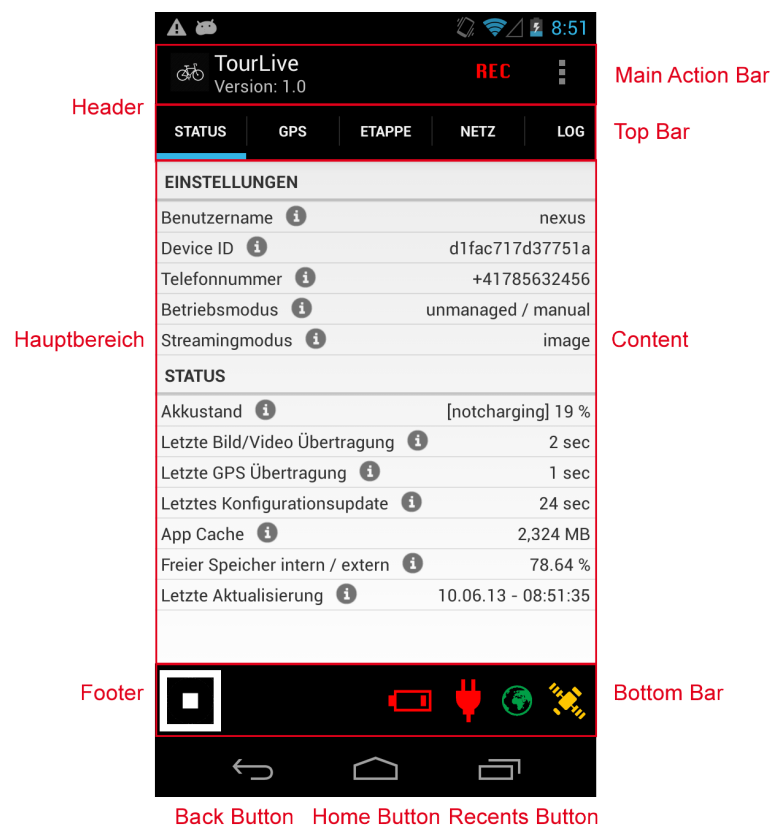 8:51
TourLive
Version: 1.0
REC
Main Action Bar
Header
STATUS GPS ETAPPE NETZ LOG
Top Bar
EINSTELLUNGEN
Benutzername nexus
Device ID d1fac717d37751a
Telefonnummer +41785632456
Betriebsmodus unmanaged / manual
Hauptbereich
Streamingmodus image
Content
STATUS
Akkustand [notcharging] 19 %
Letzte Bild/Video Übertragung 2 sec
Letzte GPS Übertragung 1 sec
Letztes Konfigurationsupdate 24 sec
App Cache 2,324 MB
Freier Speicher intern / extern 78.64 %
Letzte Aktualisierung 10.06.13 - 08:51:35
Footer
Bottom Bar
Back Button Home Button Recents Button